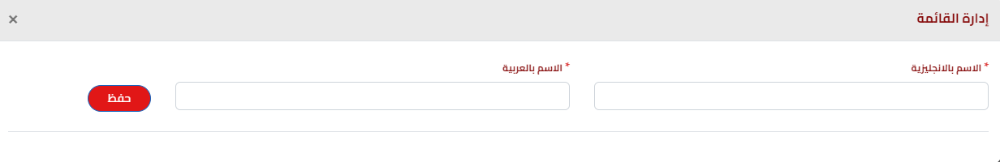 إدارة القائمة ×
* الاسم بالانجليزية
* الاسم بالعربية
حفظ